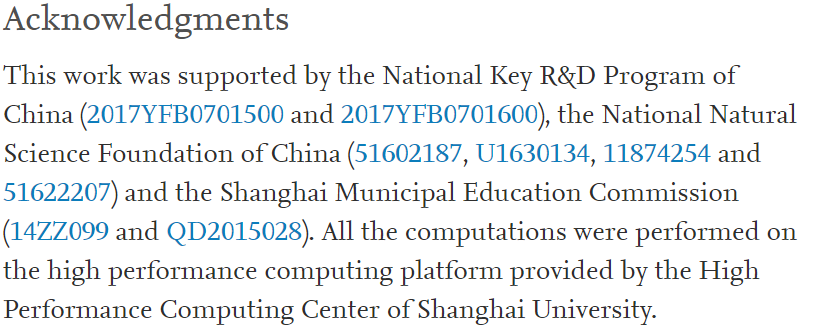 Acknowledgments
This work was supported by the National Key R&D Program of
China (2017YFB0701500 and 2017YFB0701600), the National Natural
Science Foundation of China (51602187, U1630134, 11874254 and
51622207) and the Shanghai Municipal Education Commission
(14ZZ099 and QD2015028). All the computations were performed on
the high performance computing platform provided by the High
Performance Computing Center of Shanghai University.